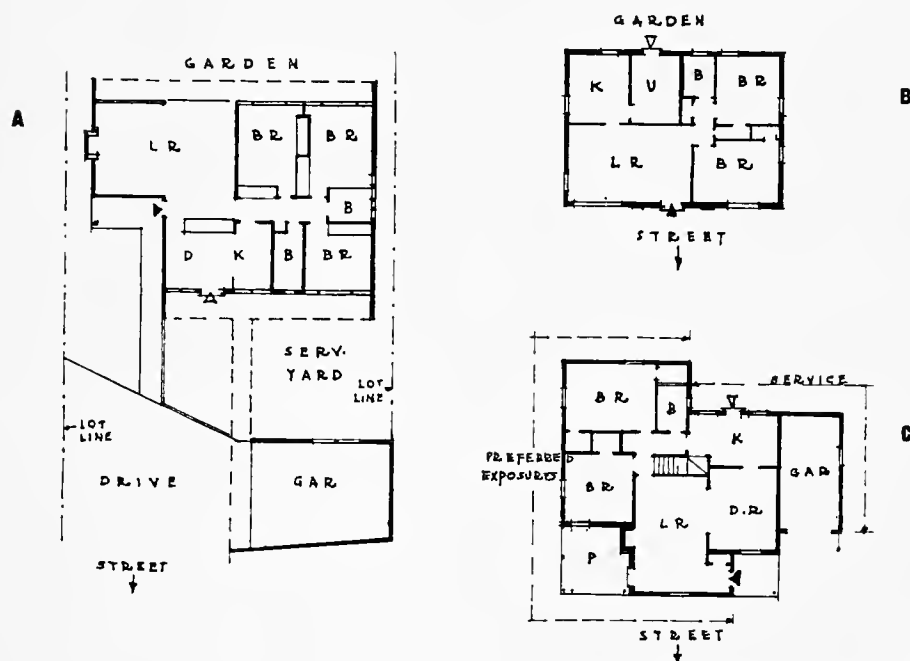 A
GARDEN
LR
BR
BR
B
D
K
B
BR
SERV.
YARD
LOT
LINE
LOT
LINE
DRIVE
GAR
STREET
B
GARDEN
K
U
B
BR
LR
BR
STREET
C
SERVICE
BR
B
K
PREFERRED
EXPOSURES
BR
GAR
LR
D.R
P
STREET